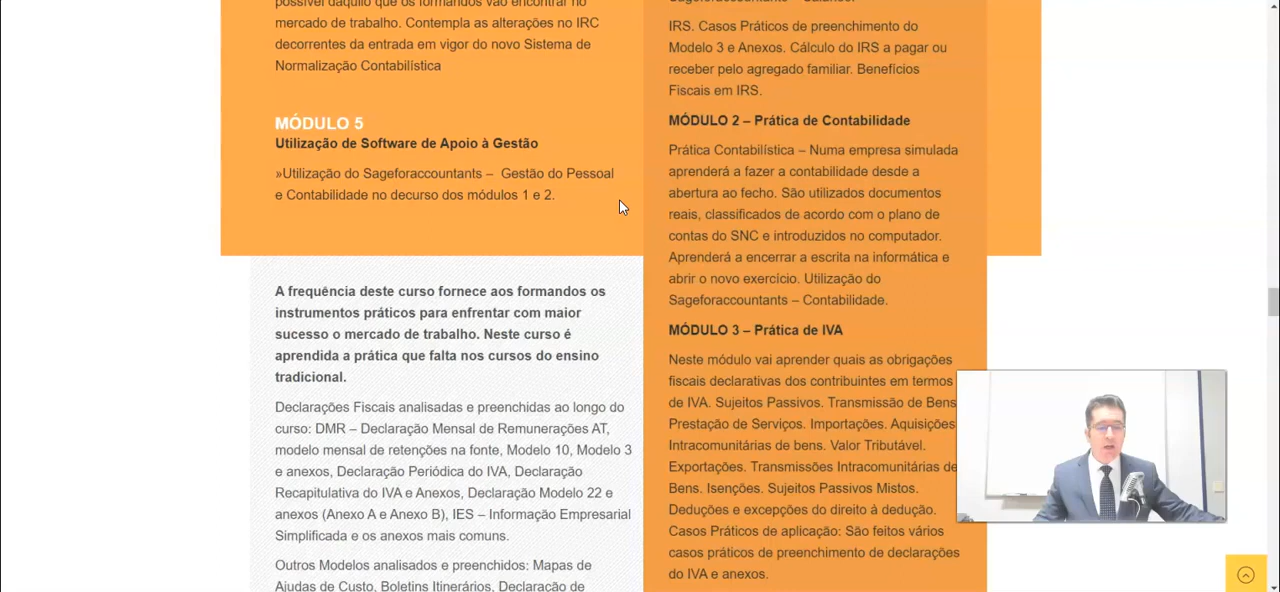 possível daquilo que os formandos vão encontrar no
mercado de trabalho. Contempla as alterações no IRC
decorrentes da entrada em vigor do novo Sistema de
Normalização Contabilística
MÓDULO 5
Utilização de Software de Apoio à Gestão
»Utilização do Sageforaccountants – Gestão do Pessoal
e Contabilidade no decurso dos módulos 1 e 2.
A frequência deste curso fornece aos formandos os
instrumentos práticos para enfrentar com maior
sucesso o mercado de trabalho. Neste curso é
aprendida a prática que falta nos cursos do ensino
tradicional.
Declarações Fiscais analisadas e preenchidas ao longo do
curso: DMR – Declaração Mensal de Remunerações AT,
modelo mensal de retenções na fonte, Modelo 10, Modelo 3
e anexos, Declaração Periódica do IVA, Declaração
Recapitulativa do IVA e Anexos, Declaração Modelo 22 e
anexos (Anexo A e Anexo B), IES – Informação Empresarial
Simplificada e os anexos mais comuns.
Outros Modelos analisados e preenchidos: Mapas de
Ajudas de Custo, Boletins Itinerários, Declaração de
IRS. Casos Práticos de preenchimento do
Modelo 3 e Anexos. Cálculo do IRS a pagar ou
receber pelo agregado familiar. Benefícios
Fiscais em IRS.
MÓDULO 2 – Prática de Contabilidade
Prática Contabilística – Numa empresa simulada
aprenderá a fazer a contabilidade desde a
abertura ao fecho. São utilizados documentos
reais, classificados de acordo com o plano de
contas do SNC e introduzidos no computador.
Aprenderá a encerrar a escrita na informática e
abrir o novo exercício. Utilização do
Sageforaccountants – Contabilidade.
MÓDULO 3 – Prática de IVA
Neste módulo vai aprender quais as obrigações
fiscais declarativas dos contribuintes em termos
de IVA. Sujeitos Passivos. Transmissão de Bens
Prestação de Serviços. Importações. Aquisições
Intracomunitárias de bens. Valor Tributável.
Exportações. Transmissões Intracomunitárias de
Bens. Isenções. Sujeitos Passivos Mistos.
Deduções e excepções do direito à dedução.
Casos Práticos de aplicação: São feitos vários
casos práticos de preenchimento de declarações
do IVA e anexos.